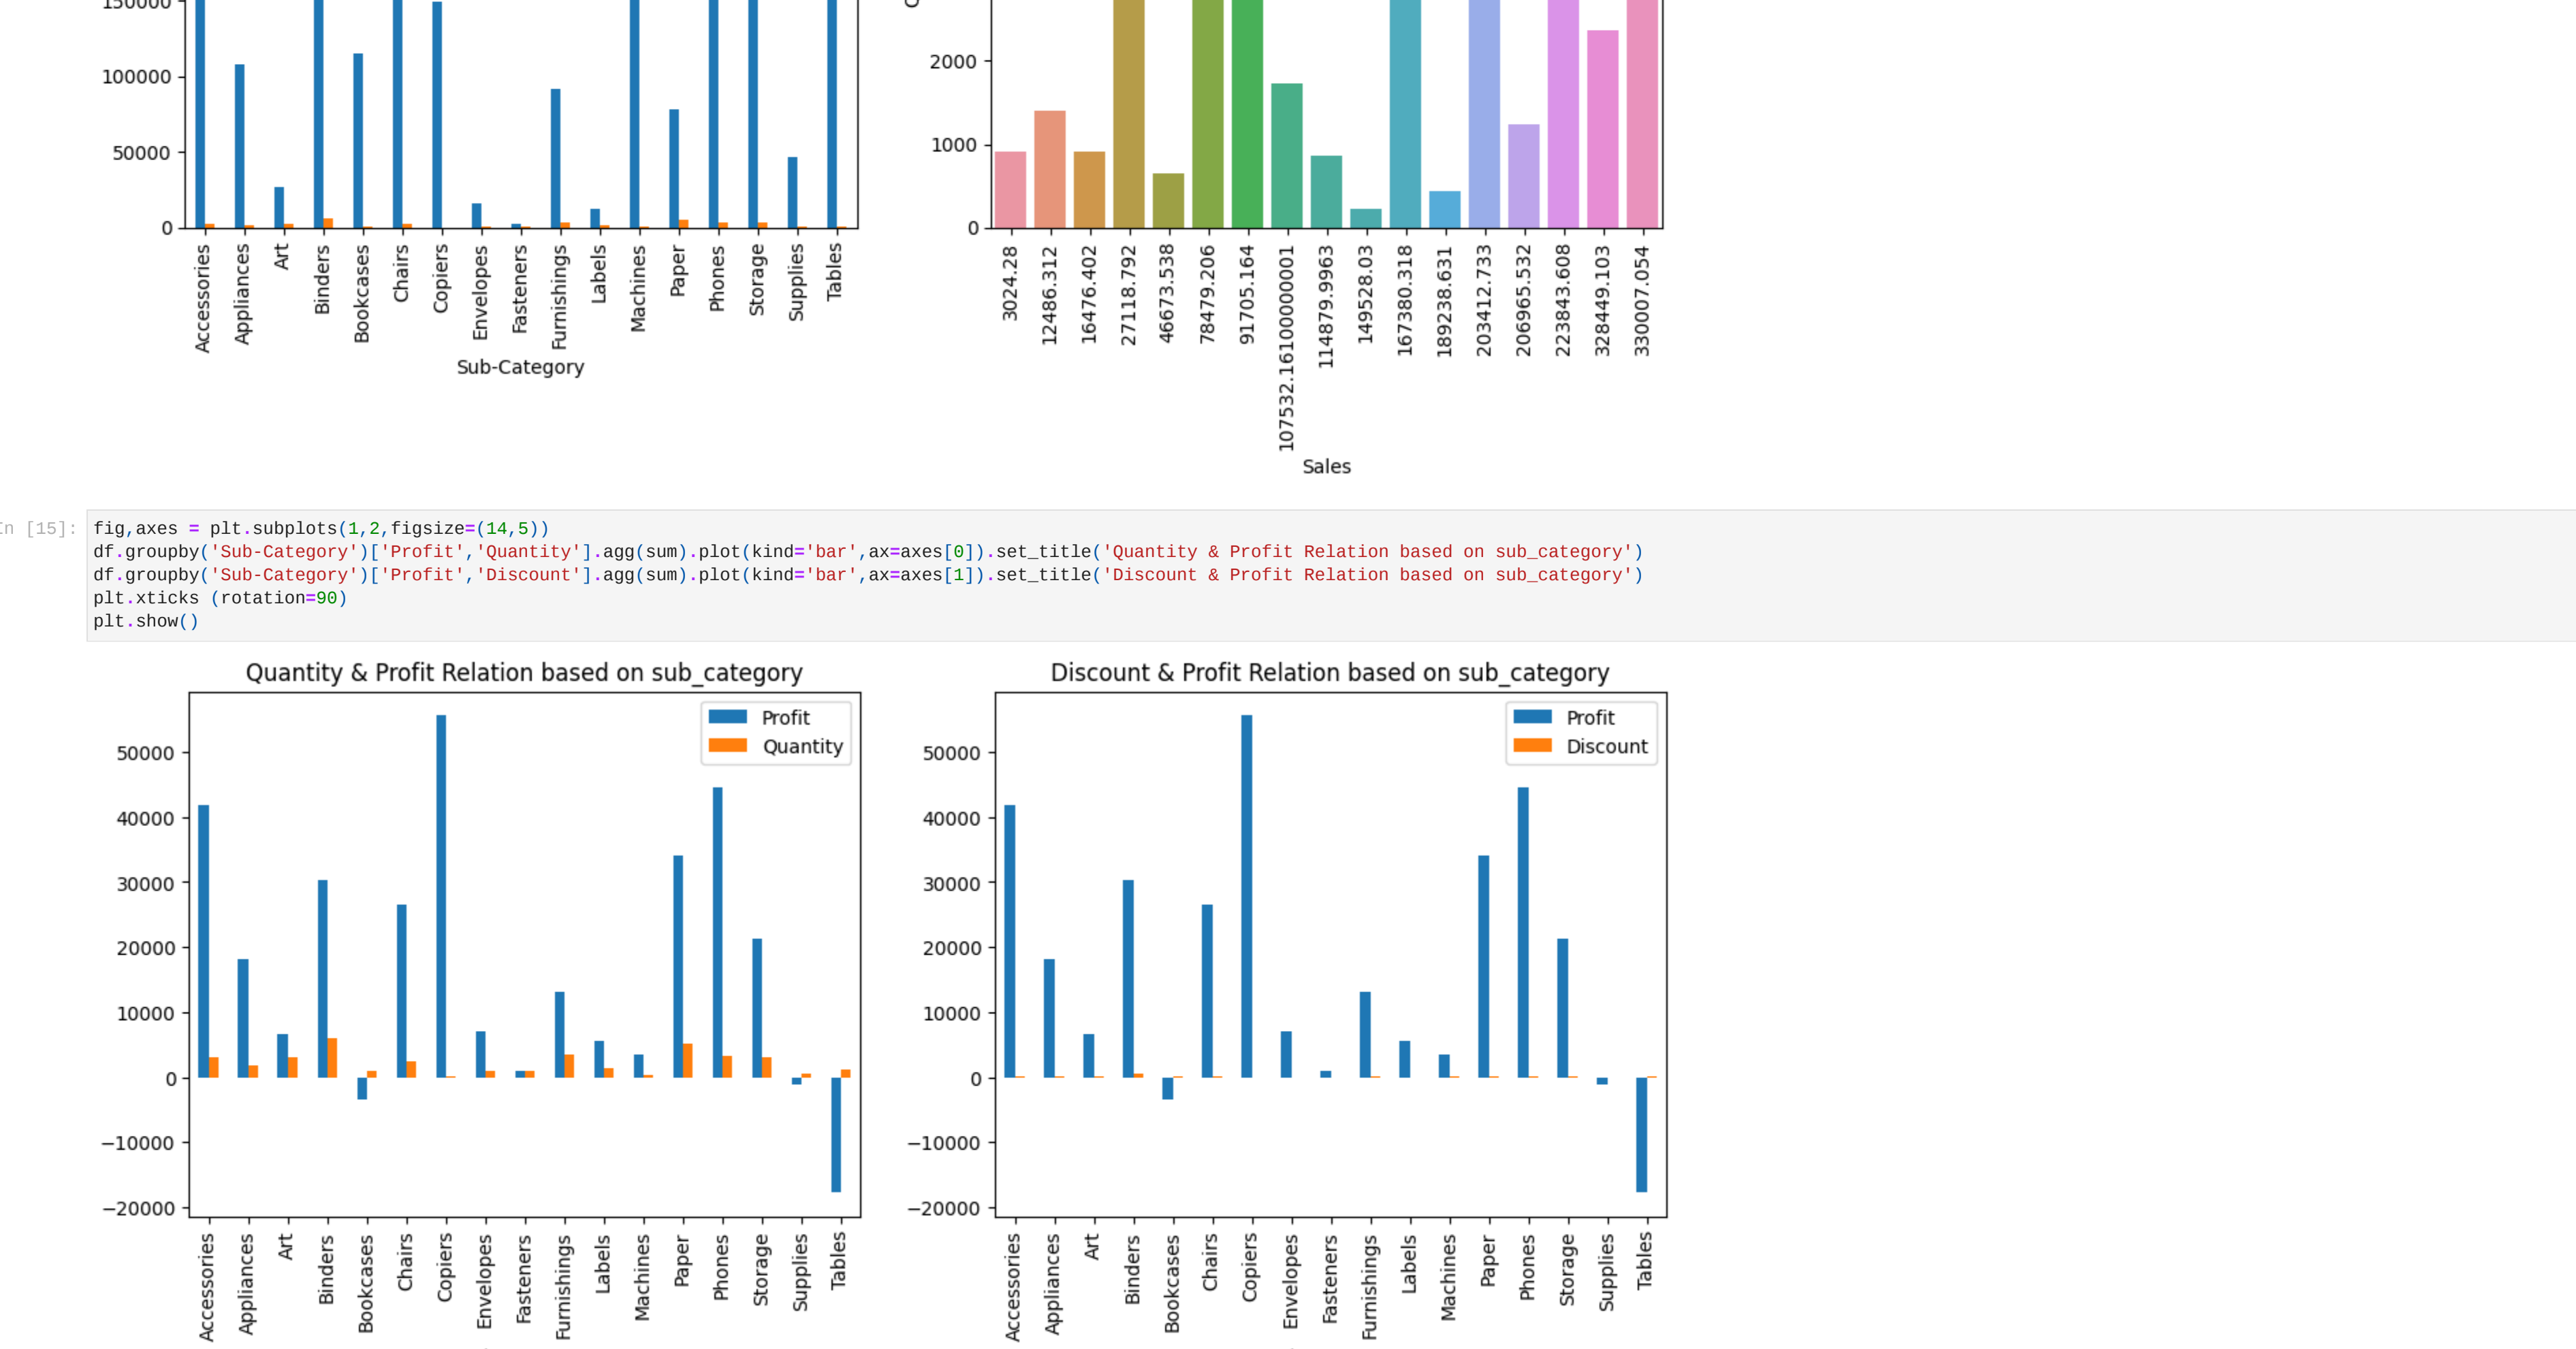 150000
100000
50000
0
Accessories
Appliances
Art
Binders
Bookcases
Chairs
Copiers
Envelopes
Fasteners
Furnishings
Labels
Machines
Paper
Phones
Storage
Supplies
Tables
Sub-Category
2000
1000
0
3024.28
12486.312
16476.402
27118.792
46673.538
78479.206
91705.164
107532.16100000001
114879.9963
149528.03
167380.318
189238.631
203412.733
206965.532
223843.608
328449.103
330007.054
Sales
In [15]:
fig,axes = plt.subplots(1,2,figsize=(14,5))
df.groupby('Sub-Category')['Profit','Quantity'].agg(sum).plot(kind='bar',ax=axes[0]).set_title('Quantity & Profit Relation based on sub_category')
df.groupby('Sub-Category')['Profit','Discount'].agg(sum).plot(kind='bar',ax=axes[1]).set_title('Discount & Profit Relation based on sub_category')
plt.xticks (rotation=90)
plt.show()
Quantity & Profit Relation based on sub_category
Profit
Quantity
50000
40000
30000
20000
10000
0
−10000
−20000
Accessories
Appliances
Art
Binders
Bookcases
Chairs
Copiers
Envelopes
Fasteners
Furnishings
Labels
Machines
Paper
Phones
Storage
Supplies
Tables
Discount & Profit Relation based on sub_category
Profit
Discount
50000
40000
30000
20000
10000
0
−10000
−20000
Accessories
Appliances
Art
Binders
Bookcases
Chairs
Copiers
Envelopes
Fasteners
Furnishings
Labels
Machines
Paper
Phones
Storage
Supplies
Tables